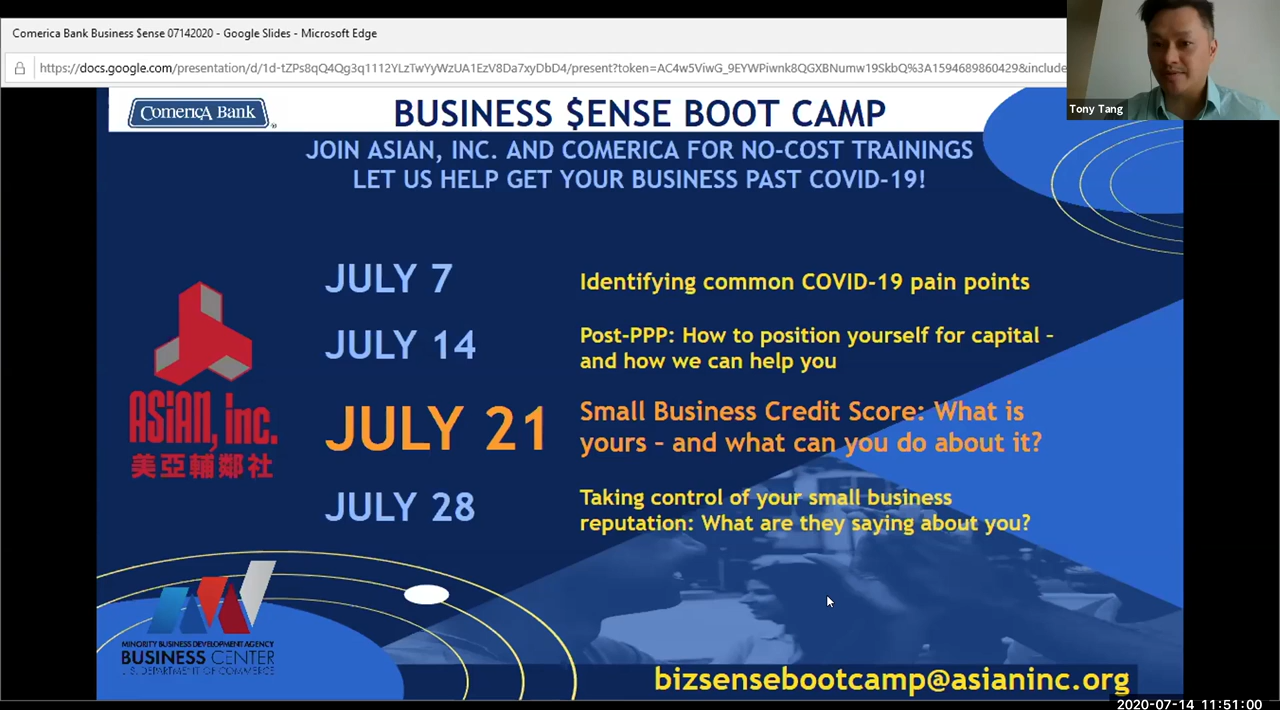 Comerica Bank Business $ense 07142020 - Google Slides - Microsoft Edge
https://docs.google.com/presentation/d/1d-tZPs8qQ4Qg3q1112YLzTwYyWzUA1EzV8Da7xyDbD4/present?token=AC4w5ViwG_9EYWPiwnk8QGXBNumw19SkbQ%3A1594689860429&include
Tony Tang
Comerica Bank
BUSINESS $ENSE BOOT CAMP
JOIN ASIAN, INC. AND COMERICA FOR NO-COST TRAININGS
LET US HELP GET YOUR BUSINESS PAST COVID-19!
JULY 7
Identifying common COVID-19 pain points
JULY 14
Post-PPP: How to position yourself for capital –
and how we can help you
JULY 21
Small Business Credit Score: What is
yours – and what can you do about it?
JULY 28
Taking control of your small business
reputation: What are they saying about you?
ASIAN, inc.
美亞輔鄰社
MINORITY BUSINESS DEVELOPMENT AGENCY
BUSINESS CENTER
U.S. DEPARTMENT OF COMMERCE
bizsensebootcamp@asianinc.org
2020-07-14 11:51:00